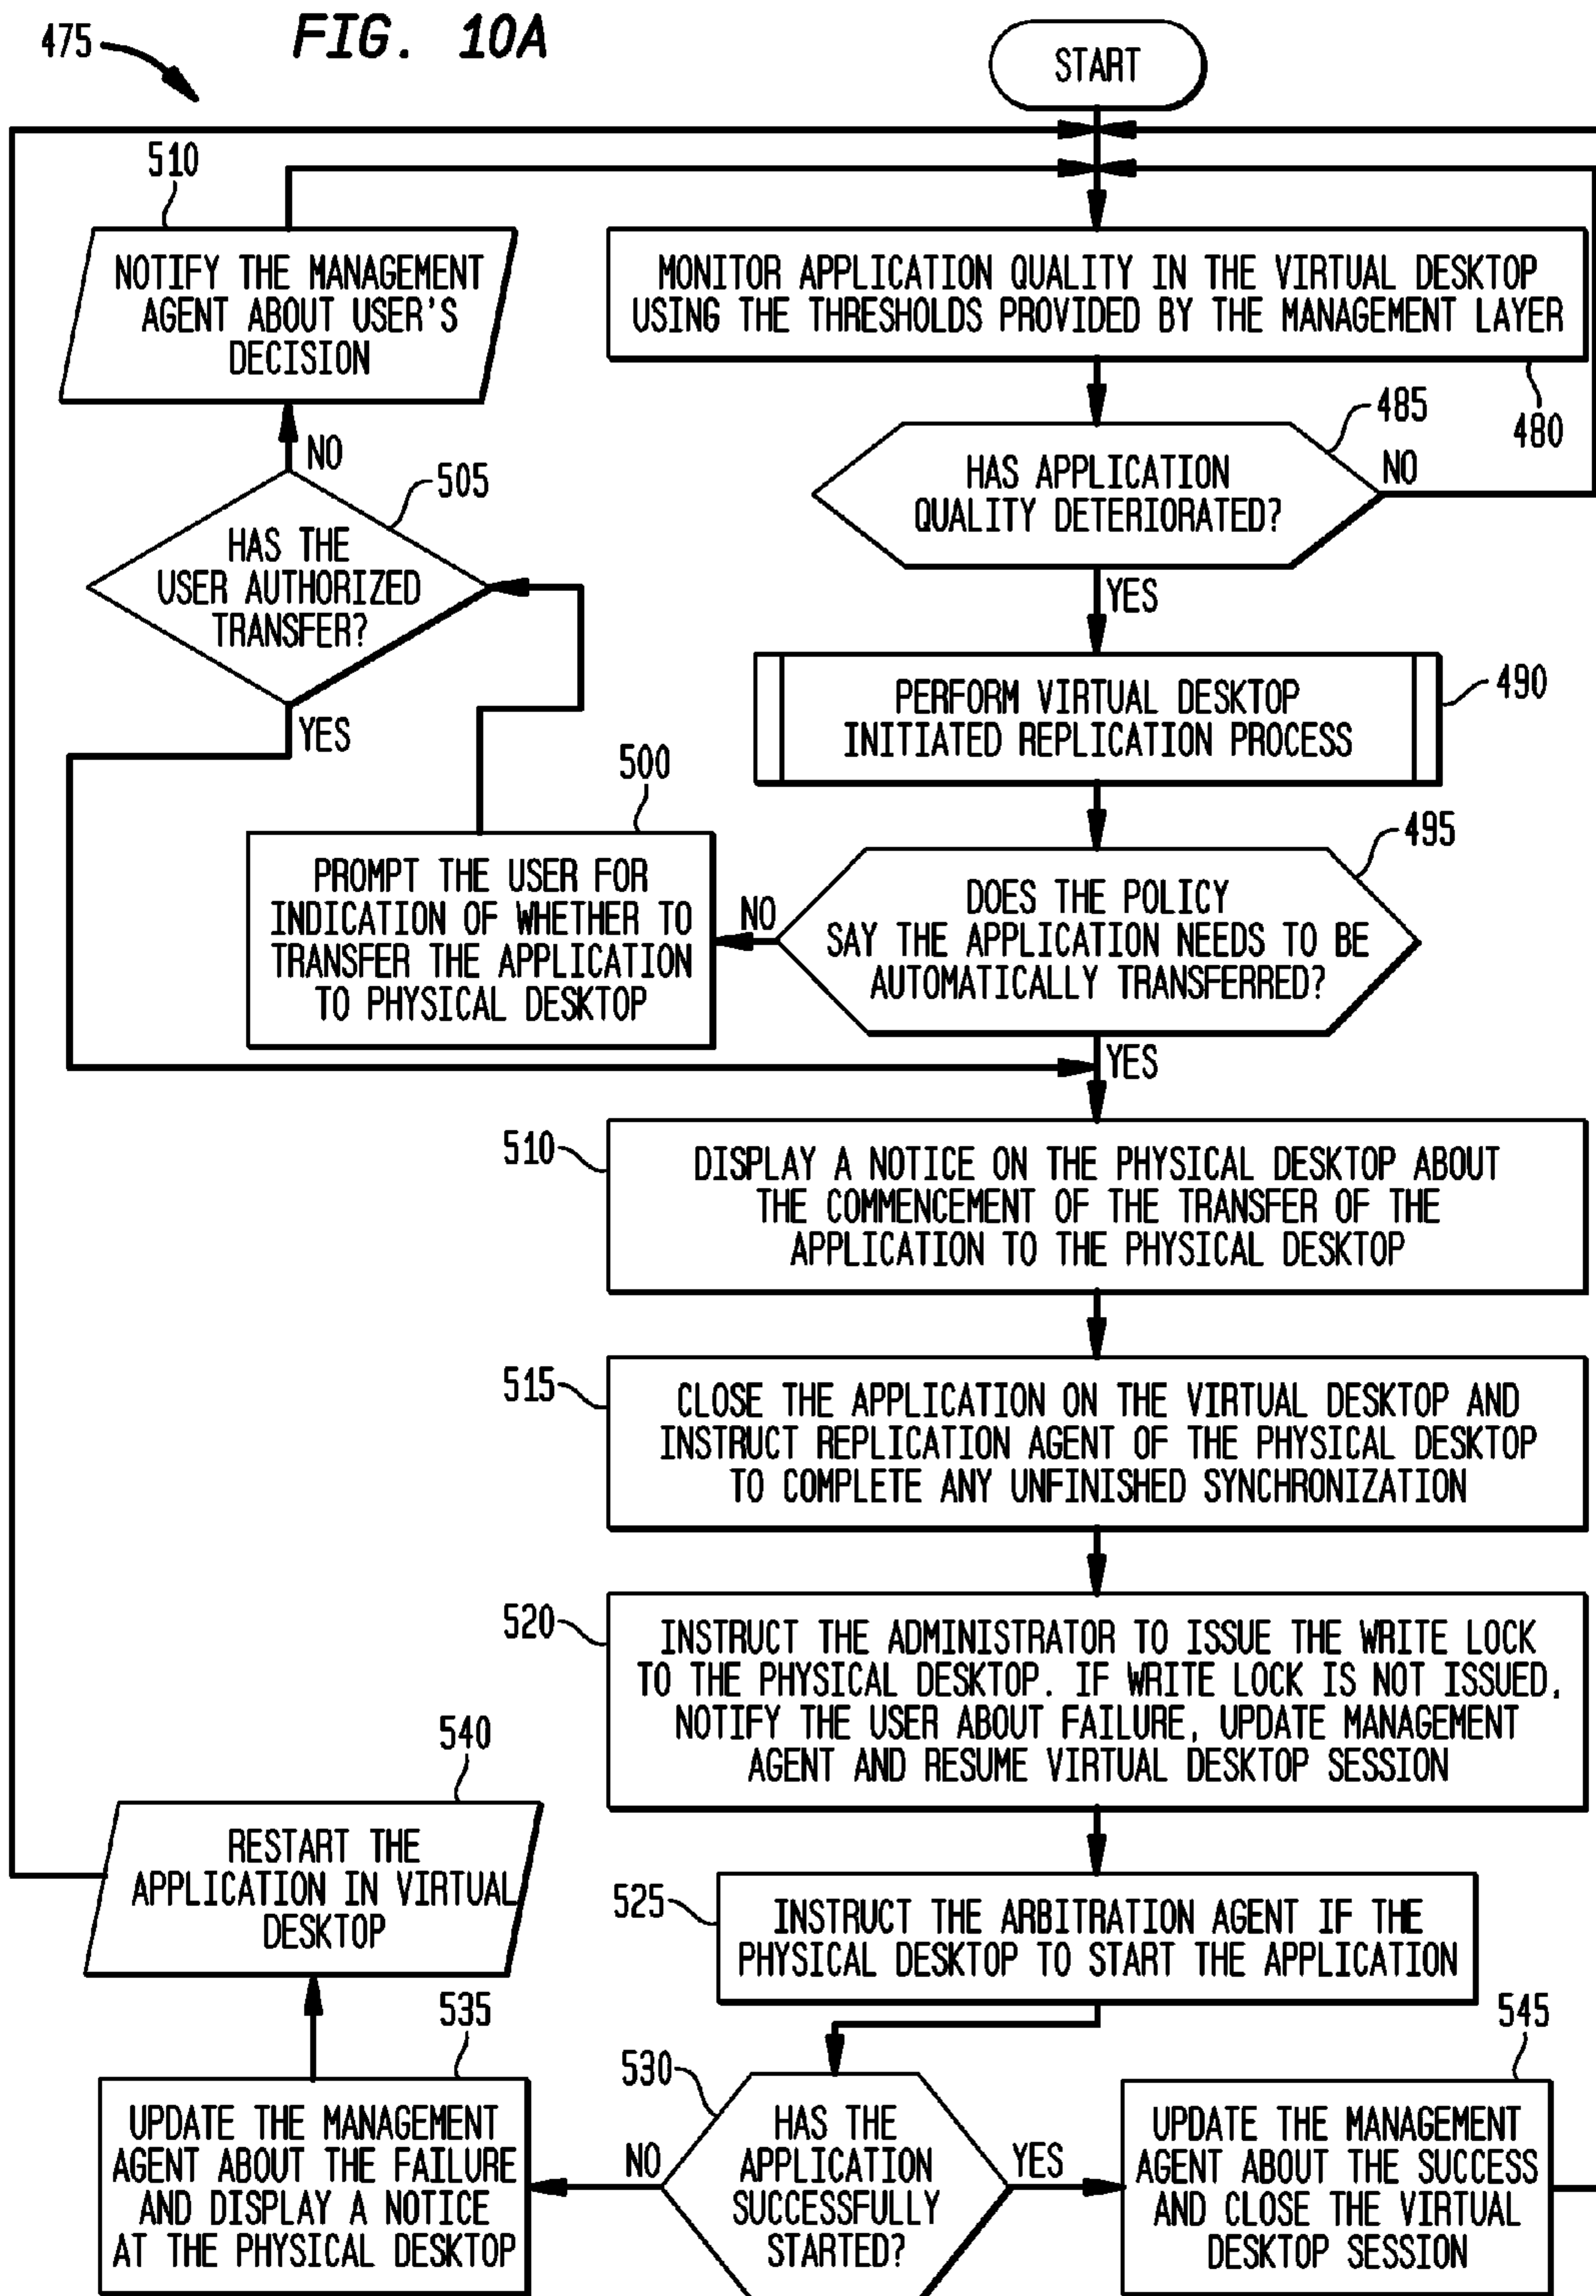 475
FIG. 10A
START
510
NOTIFY THE MANAGEMENT
AGENT ABOUT USER'S
DECISION
MONITOR APPLICATION QUALITY IN THE VIRTUAL DESKTOP
USING THE THRESHOLDS PROVIDED BY THE MANAGEMENT LAYER
480
485
HAS APPLICATION
QUALITY DETERIORATED?
NO
YES
NO
505
HAS THE
USER AUTHORIZED
TRANSFER?
YES
PERFORM VIRTUAL DESKTOP
INITIATED REPLICATION PROCESS
490
500
PROMPT THE USER FOR
INDICATION OF WHETHER TO
TRANSFER THE APPLICATION
TO PHYSICAL DESKTOP
NO
495
DOES THE POLICY
SAY THE APPLICATION NEEDS TO BE
AUTOMATICALLY TRANSFERRED?
YES
510
DISPLAY A NOTICE ON THE PHYSICAL DESKTOP ABOUT
THE COMMENCEMENT OF THE TRANSFER OF THE
APPLICATION TO THE PHYSICAL DESKTOP
515
CLOSE THE APPLICATION ON THE VIRTUAL DESKTOP AND
INSTRUCT REPLICATION AGENT OF THE PHYSICAL DESKTOP
TO COMPLETE ANY UNFINISHED SYNCHRONIZATION
520
INSTRUCT THE ADMINISTRATOR TO ISSUE THE WRITE LOCK
TO THE PHYSICAL DESKTOP. IF WRITE LOCK IS NOT ISSUED,
NOTIFY THE USER ABOUT FAILURE, UPDATE MANAGEMENT
AGENT AND RESUME VIRTUAL DESKTOP SESSION
540
RESTART THE
APPLICATION IN VIRTUAL
DESKTOP
525
INSTRUCT THE ARBITRATION AGENT IF THE
PHYSICAL DESKTOP TO START THE APPLICATION
535
UPDATE THE MANAGEMENT
AGENT ABOUT THE FAILURE
AND DISPLAY A NOTICE
AT THE PHYSICAL DESKTOP
NO
530
HAS THE
APPLICATION
SUCCESSFULLY
STARTED?
YES
545
UPDATE THE MANAGEMENT
AGENT ABOUT THE SUCCESS
AND CLOSE THE VIRTUAL
DESKTOP SESSION